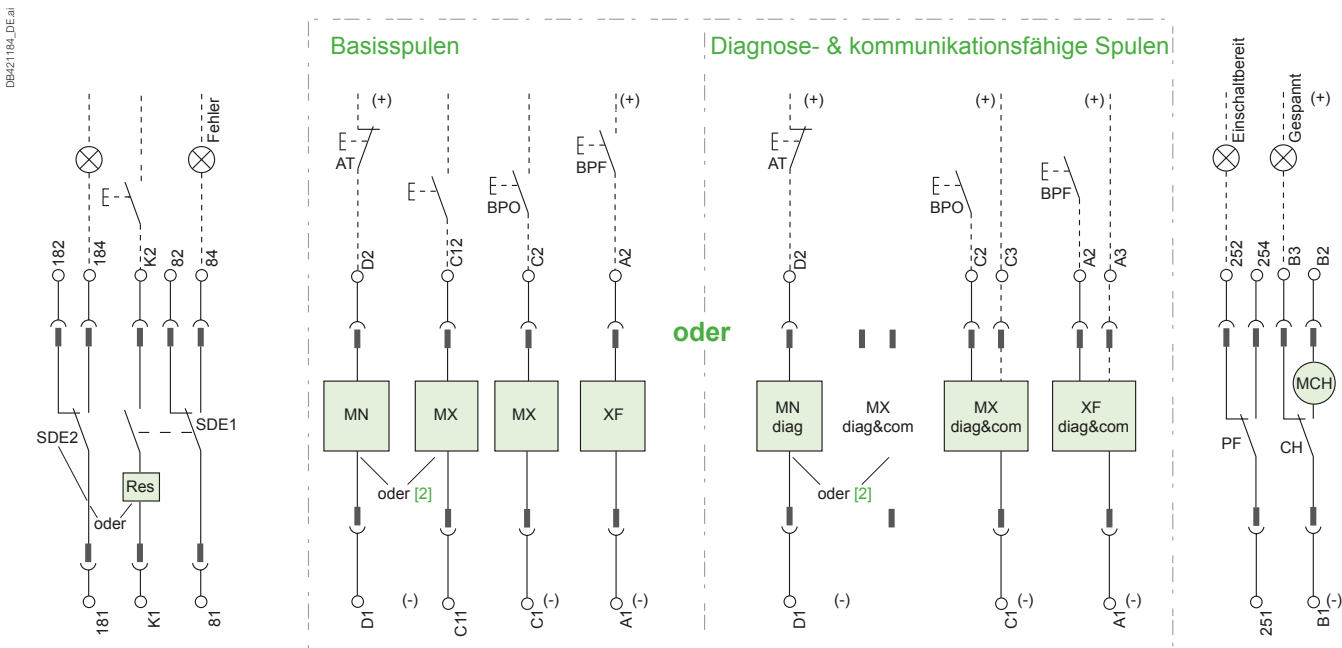 DB421184_DE.ai
Basisspulen
Diagnose- & kommunikationsfähige Spulen
Fehler
(+)
(+)
(+)
(+)
(+)
Einschaltbereit
Gespannt
(+)
AT
BPO
BPF
AT
BPO
BPF
182
184
K2
82
84
D2
C12
C2
A2
D2
C2
C3
A2
A3
252
254
B3
B2
oder
SDE2
SDE1
Res
oder
MN
MX
MX
XF
oder [2]
MN
diag
MX
diag&com
MX
diag&com
XF
diag&com
oder [2]
MCH
PF
CH
181
K1
81
D1
(-)
C11
C1
(-)
A1
(-)
D1
(-)
C1
(-)
A1
(-)
251
B1
(-)